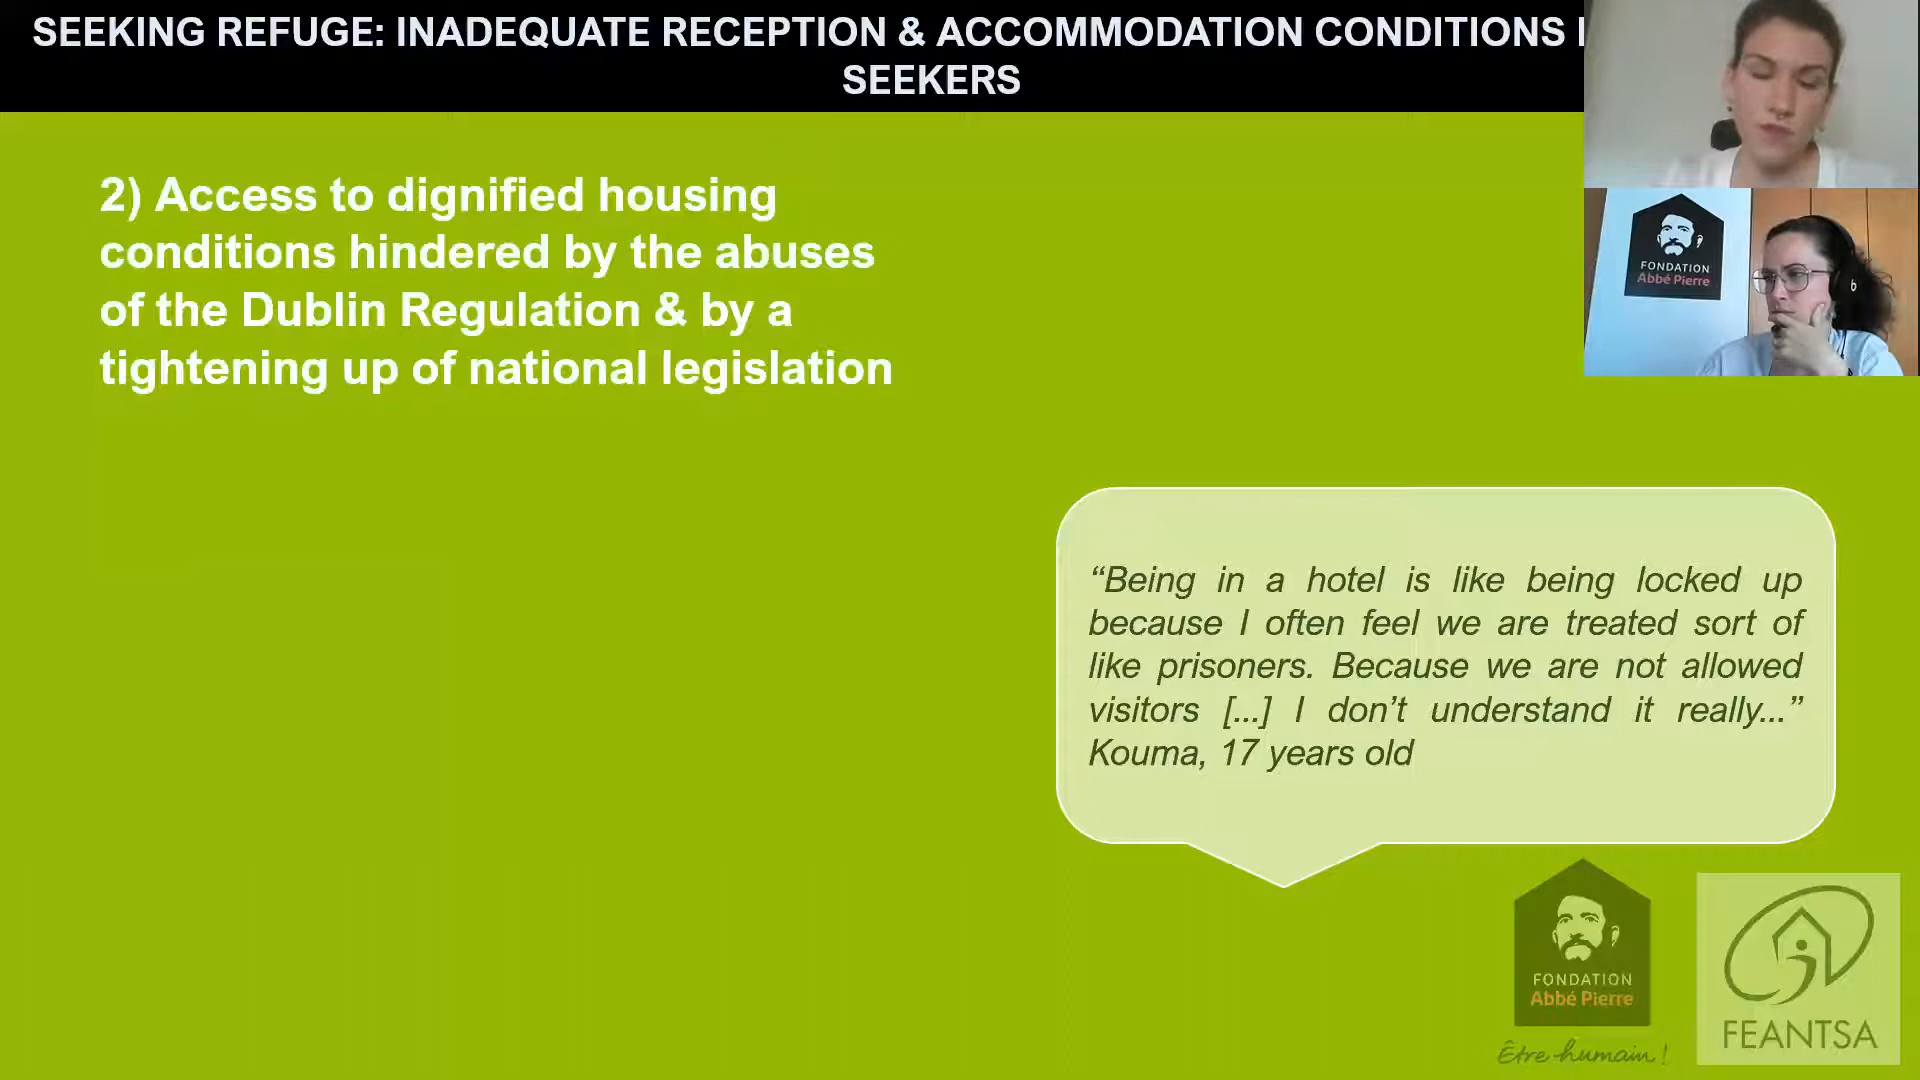 SEEKING REFUGE: INADEQUATE RECEPTION & ACCOMMODATION CONDITIONS
SEEKERS
2) Access to dignified housing
conditions hindered by the abuses
of the Dublin Regulation & by a
tightening up of national legislation
FONDATION
Abbé Pierre
“Being in a hotel is like being locked up
because I often feel we are treated sort of
like prisoners. Because we are not allowed
visitors [...] I don’t understand it really...”
Kouma, 17 years old
FONDATION
Abbé Pierre
Être humain !
FEANTSA